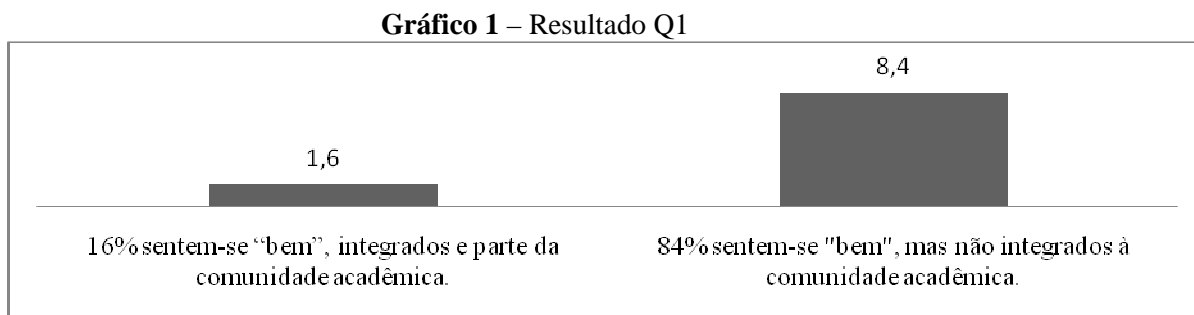 Gráfico 1 – Resultado Q1
8,4
1,6
16% sentem-se “bem”, integrados e parte da
comunidade acadêmica.
84% sentem-se "bem", mas não integrados à
comunidade acadêmica.